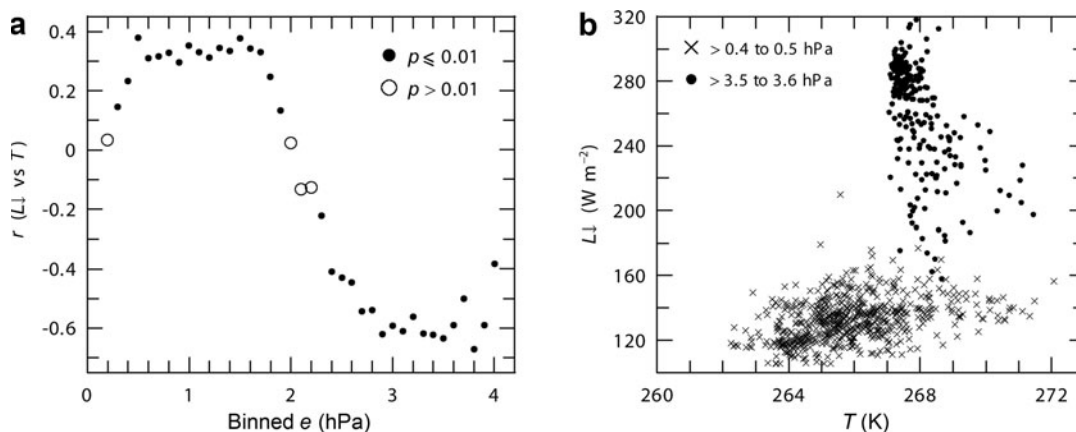 a
r (L↓ vs T)
0.4
0.2
0
-0.2
-0.4
-0.6
● p ⩽ 0.01
○ p > 0.01
0 1 2 3 4
Binned e (hPa)
b
L↓ (W m⁻²)
320
280
240
200
160
120
× > 0.4 to 0.5 hPa
● > 3.5 to 3.6 hPa
260 264 268 272
T (K)